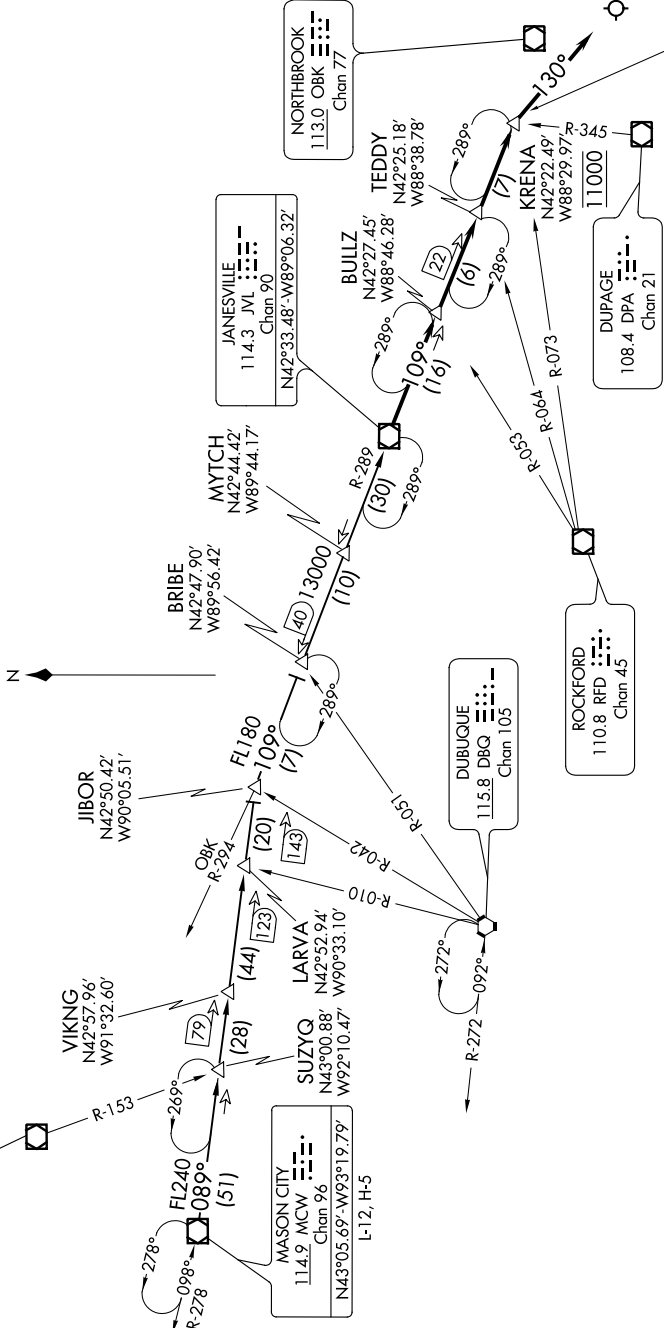 N
NORTHBROOK
113.0 OBK
Chan 77
130°
R-345
DUPAGE
108.4 DPA
Chan 21
KRENA
N42°22.49'
W88°29.97'
11000
289°
(7)
TEDDY
N42°25.18'
W88°38.78'
289°
22
(6)
BULLZ
N42°27.45'
W88°46.28'
289°
109°
(16)
JANESVILLE
114.3 JVL
Chan 90
N42°33.48'-W89°06.32'
R-053
R-064
R-073
ROCKFORD
110.8 RFD
Chan 45
R-289
(30)
289°
MYTCH
N42°44.42'
W89°44.17'
40
13000
(10)
BRIBE
N42°47.90'
W89°56.42'
289°
FL180
109°
(7)
JIBOR
N42°50.42'
W90°05.51'
OBK
R-294
(20)
143
R-051
R-042
R-010
DUBUQUE
115.8 DBQ
Chan 105
272°
092°
R-272
LARVA
N42°52.94'
W90°33.10'
123
(44)
VIKNG
N42°57.96'
W91°32.60'
79
(28)
SUZYQ
N43°00.88'
W92°10.47'
R-153
269°
FL240
089°
(51)
MASON CITY
114.9 MCW
Chan 96
N43°05.69'-W93°19.79'
L-12, H-5
278°
098°
R-278